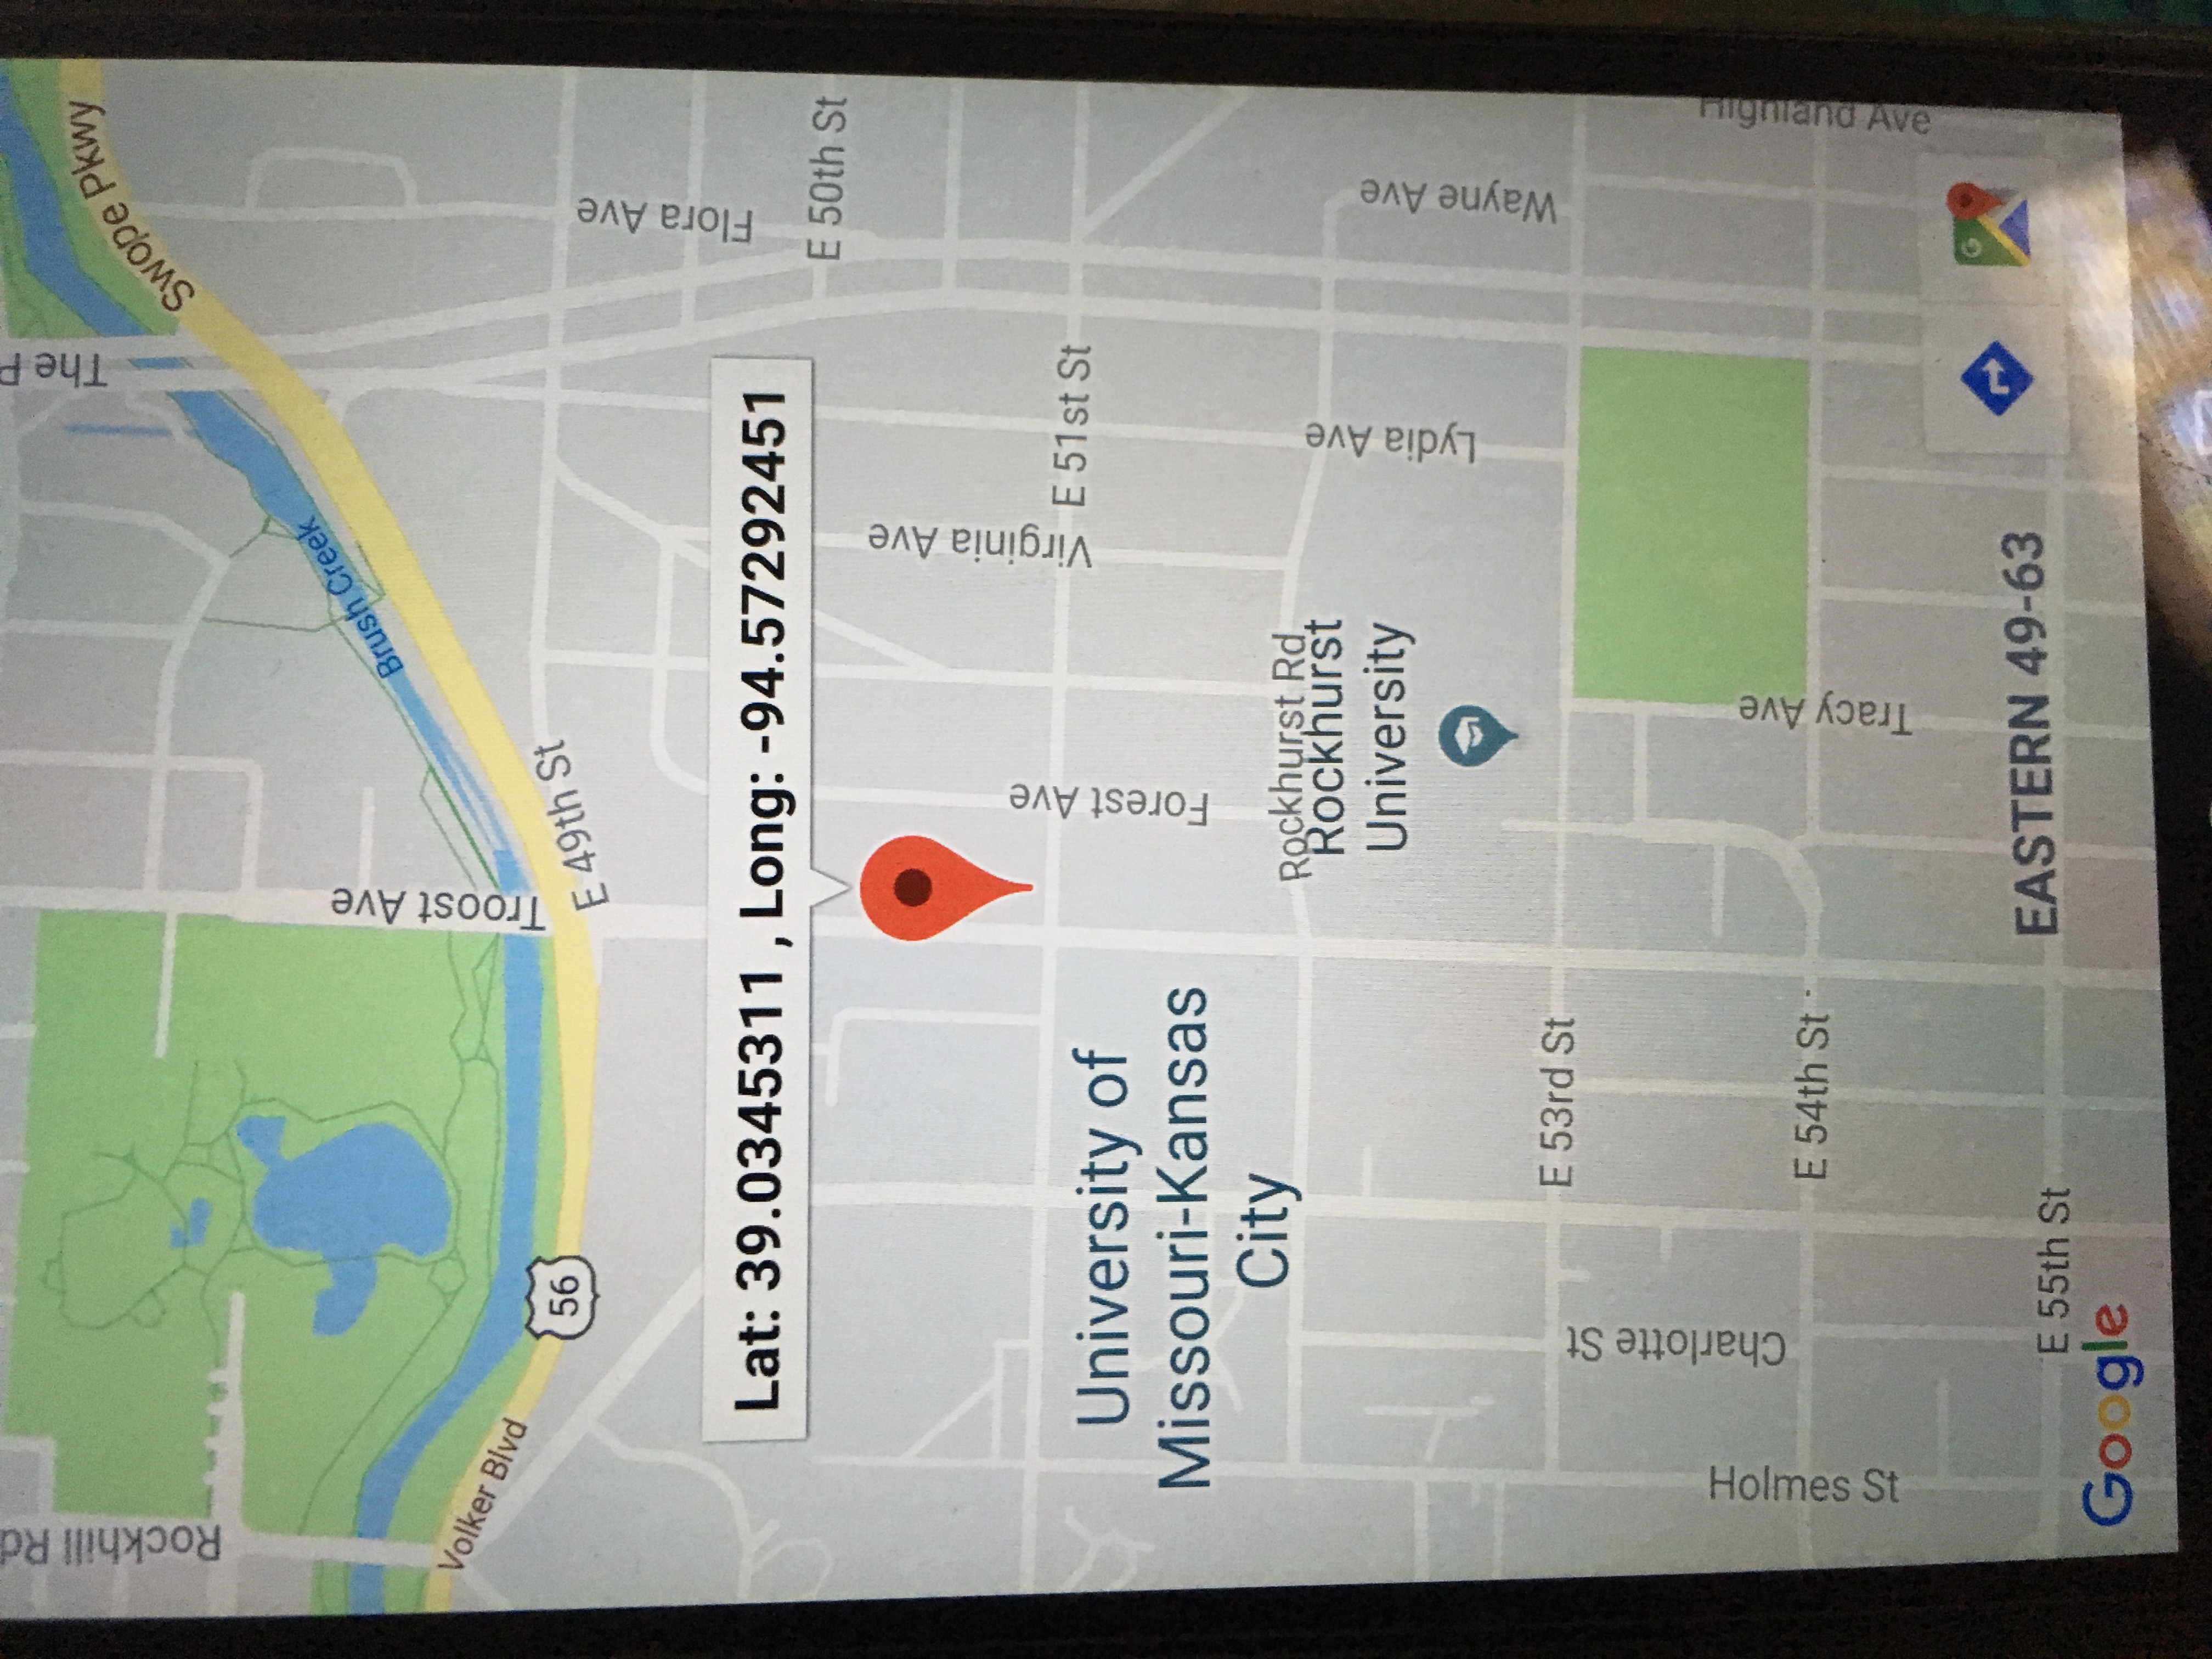 Rockhill Rd
The P
Swope Pkwy
Brush Creek
Troost Ave
Volker Blvd
56
E 49th St
Flora Ave
Lat: 39.0345311 , Long: -94.57292451
E 50th St
Virginia Ave
Forest Ave
E 51st St
University of
Missouri-Kansas
City
Rockhurst Rd
Rockhurst
University
Lydia Ave
Wayne Ave
E 53rd St
Charlotte St
Holmes St
Highland Ave
E 54th St
Tracy Ave
EASTERN 49-63
G
E 55th St
Google